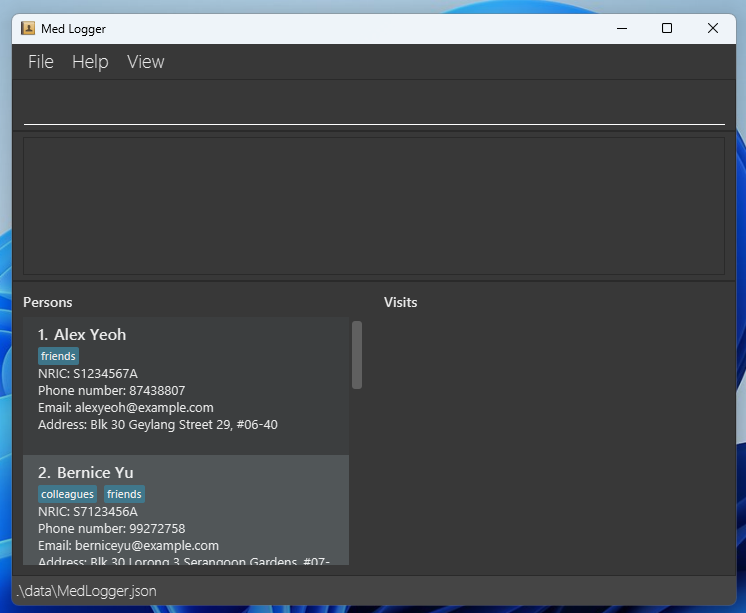 Med Logger
File Help View
Persons
Visits
1. Alex Yeoh
friends
NRIC: S1234567A
Phone number: 87438807
Email: alexyeoh@example.com
Address: Blk 30 Geylang Street 29, #06-40
2. Bernice Yu
colleagues friends
NRIC: S7123456A
Phone number: 99272758
Email: berniceyu@example.com
Address: Blk 30 Lorong 3 Serangoon Gardens, #07-
.\data\MedLogger.json